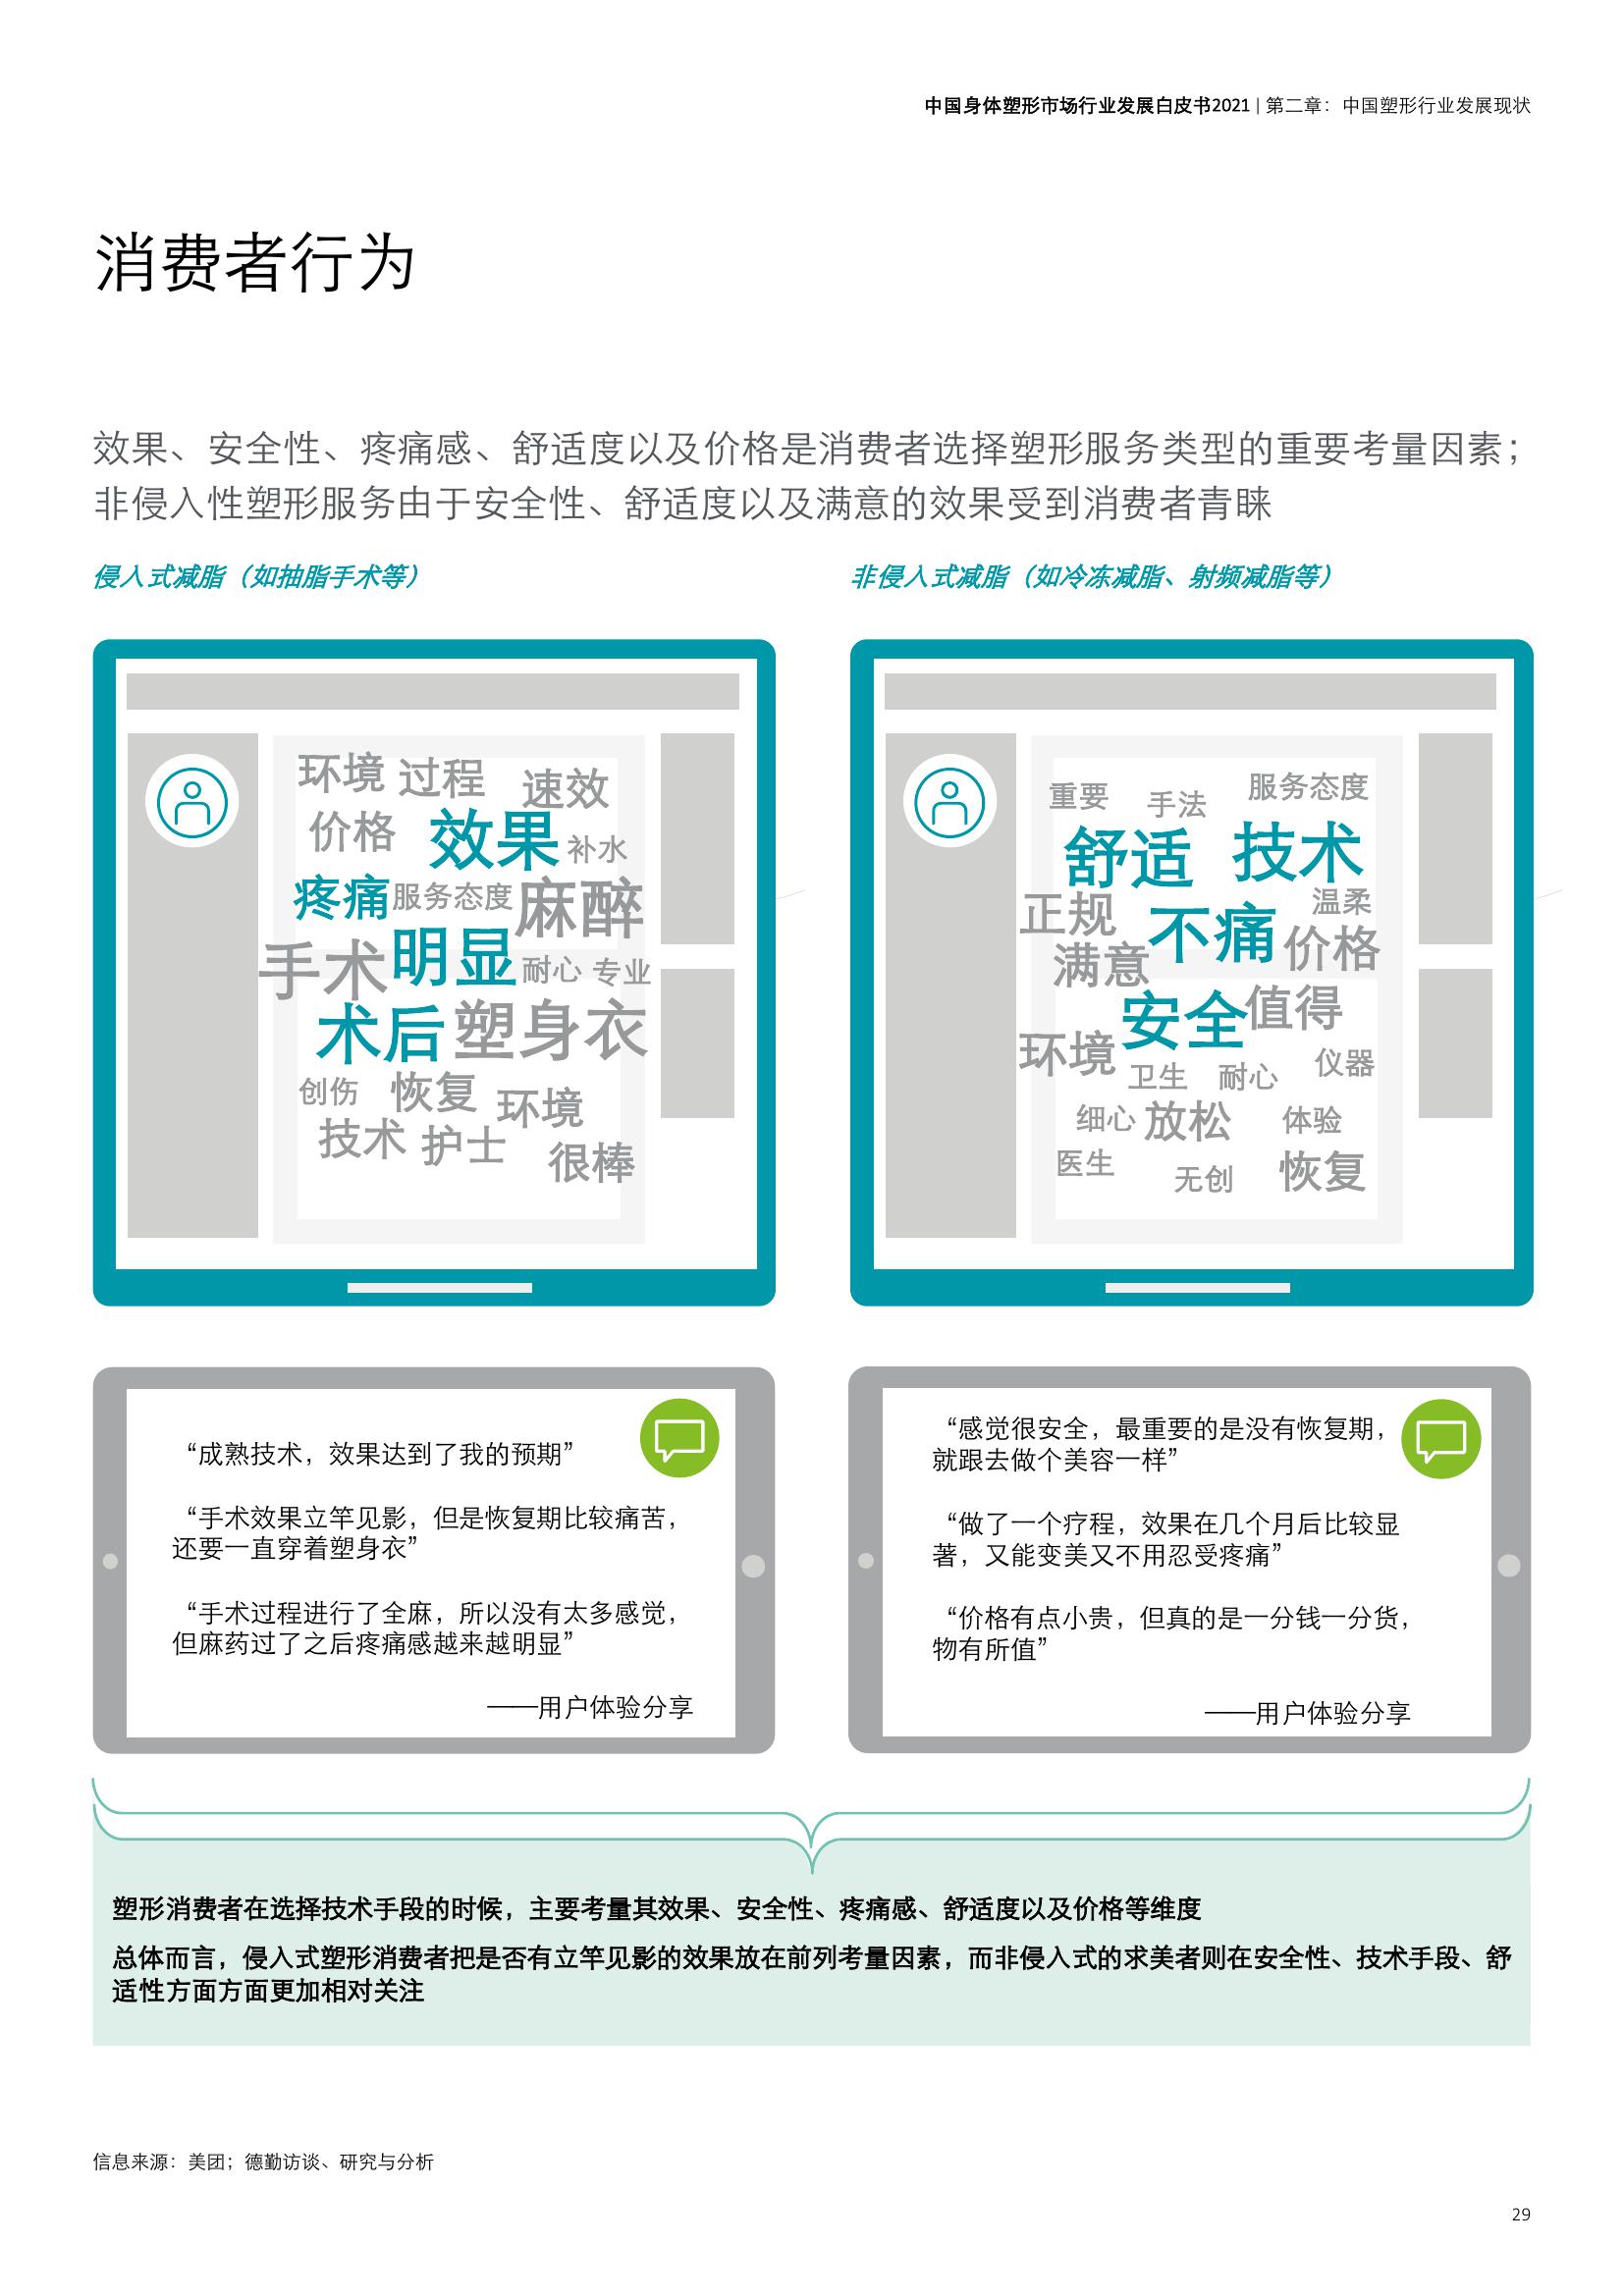 中国身体塑形市场行业发展白皮书2021 | 第二章：中国塑形行业发展现状
消费者行为
效果、安全性、疼痛感、舒适度以及价格是消费者选择塑形服务类型的重要考量因素；
非侵入性塑形服务由于安全性、舒适度以及满意的效果受到消费者青睐
侵入式减脂（如抽脂手术等）
环境 过程 速效
价格 效果 补水
疼痛 服务态度 麻醉
手术 明显 耐心 专业
术后 塑身衣
创伤 恢复 环境
技术 护士 很棒
非侵入式减脂（如冷冻减脂、射频减脂等）
重要 手法 服务态度
舒适 技术
正规 不痛 温柔
满意 价格
安全 值得
环境 卫生 耐心 仪器
细心 放松 体验
医生 无创 恢复
“成熟技术，效果达到了我的预期”
“手术效果立竿见影，但是恢复期比较痛苦，
还要一直穿着塑身衣”
“手术过程进行了全麻，所以没有太多感觉，
但麻药过了之后疼痛感越来越明显”
——用户体验分享
“感觉很安全，最重要的是没有恢复期，
就跟去做个美容一样”
“做了一个疗程，效果在几个月后比较显
著，又能变美又不用忍受疼痛”
“价格有点小贵，但真的是一分钱一分货，
物有所值”
——用户体验分享
塑形消费者在选择技术手段的时候，主要考量其效果、安全性、疼痛感、舒适度以及价格等维度
总体而言，侵入式塑形消费者把是否有立竿见影的效果放在前列考量因素，而非侵入式的求美者则在安全性、技术手段、舒
适性方面方面更加相对关注
信息来源：美团；德勤访谈、研究与分析
29